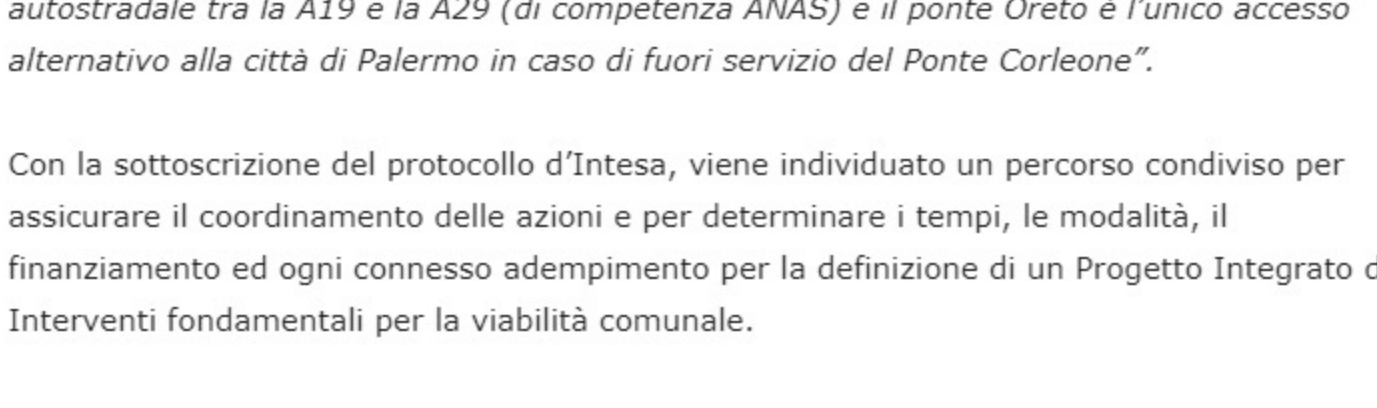 autostradale tra la A19 e la A29 (di competenza ANAS) e il ponte Oreto è l'unico accesso
alternativo alla città di Palermo in caso di fuori servizio del Ponte Corleone”.
Con la sottoscrizione del protocollo d’Intesa, viene individuato un percorso condiviso per
assicurare il coordinamento delle azioni e per determinare i tempi, le modalità, il
finanziamento ed ogni connesso adempimento per la definizione di un Progetto Integrato d
Interventi fondamentali per la viabilità comunale.